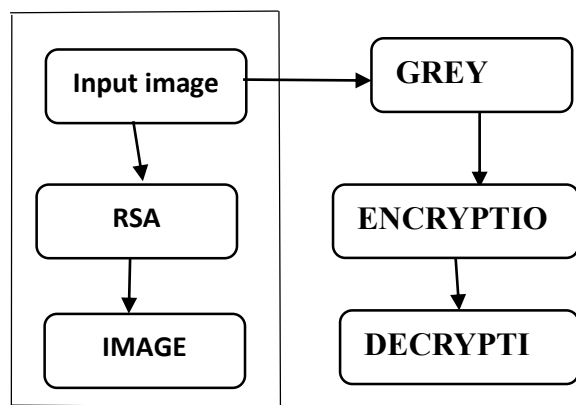 Input image
GREY
RSA
ENCRYPTIO
IMAGE
DECRYPTI